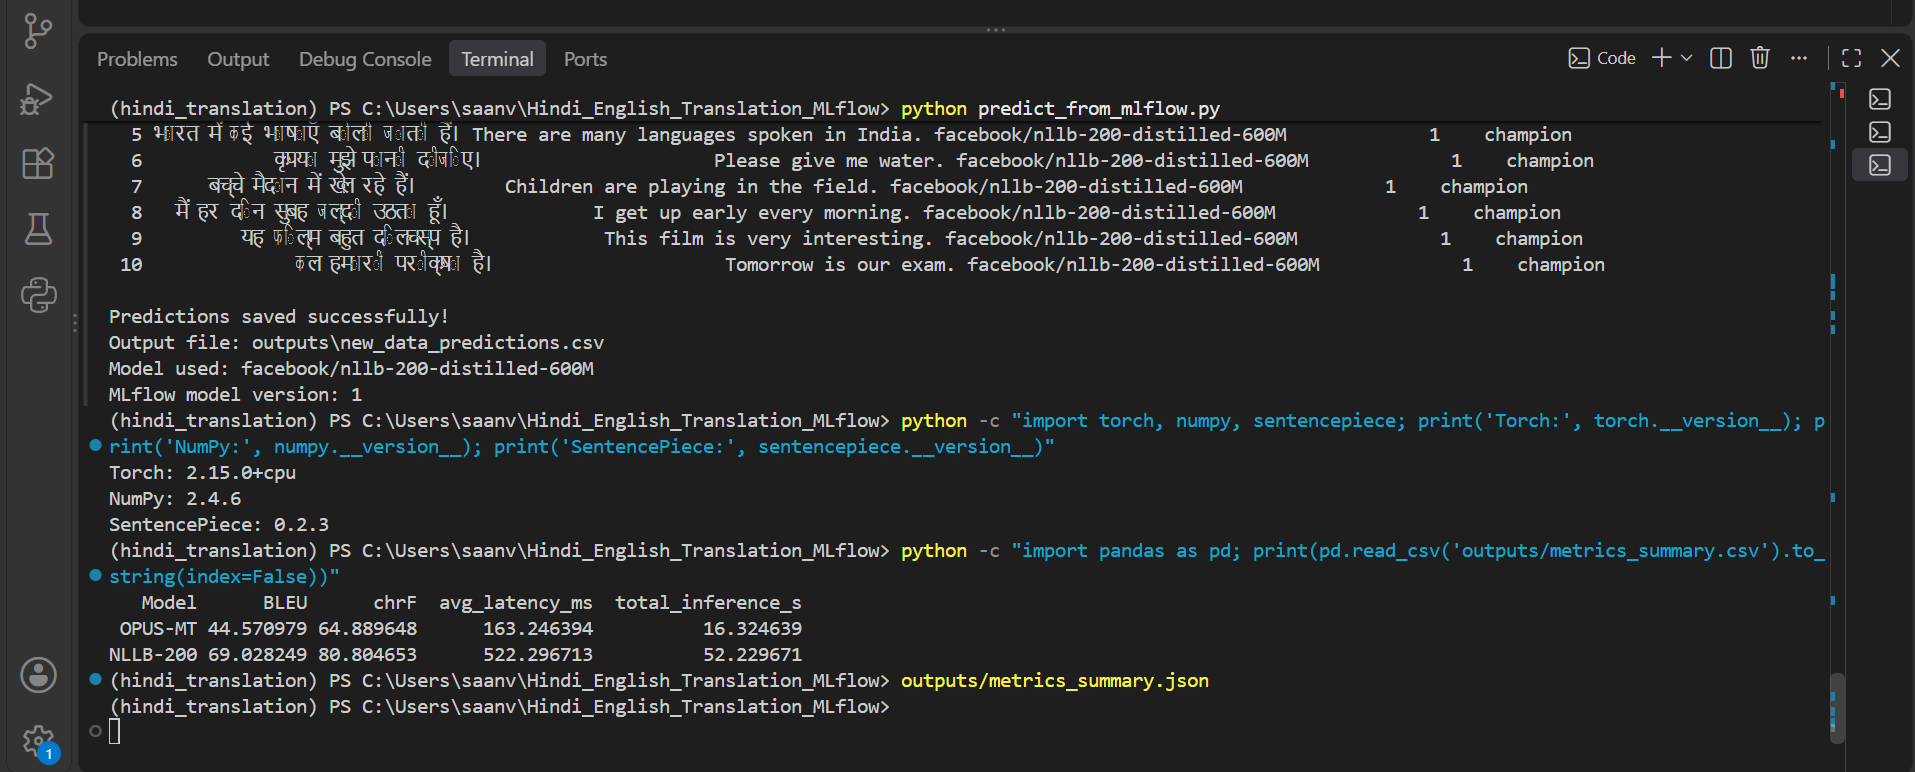 Problems Output Debug Console Terminal Ports Code
(hindi_translation) PS C:\Users\saanv\Hindi_English_Translation_MLflow> python predict_from_mlflow.py
5 भारत में कई भाषाएँ बोली जाती हैं। There are many languages spoken in India. facebook/nllb-200-distilled-600M 1 champion
6 कृपया मुझे पानी दीजिए। Please give me water. facebook/nllb-200-distilled-600M 1 champion
7 बच्चे मैदान में खेल रहे हैं। Children are playing in the field. facebook/nllb-200-distilled-600M 1 champion
8 मैं हर दिन सुबह जल्दी उठता हूँ। I get up early every morning. facebook/nllb-200-distilled-600M 1 champion
9 यह फिल्म बहुत दिलचस्प है। This film is very interesting. facebook/nllb-200-distilled-600M 1 champion
10 कल हमारी परीक्षा है। Tomorrow is our exam. facebook/nllb-200-distilled-600M 1 champion
Predictions saved successfully!
Output file: outputs\new_data_predictions.csv
Model used: facebook/nllb-200-distilled-600M
MLflow model version: 1
(hindi_translation) PS C:\Users\saanv\Hindi_English_Translation_MLflow> python -c "import torch, numpy, sentencepiece; print('Torch:', torch.__version__); p
rint('NumPy:', numpy.__version__); print('SentencePiece:', sentencepiece.__version__)"
Torch: 2.15.0+cpu
NumPy: 2.4.6
SentencePiece: 0.2.3
(hindi_translation) PS C:\Users\saanv\Hindi_English_Translation_MLflow> python -c "import pandas as pd; print(pd.read_csv('outputs/metrics_summary.csv').to_
string(index=False))"
Model BLEU chrF avg_latency_ms total_inference_s
OPUS-MT 44.570979 64.889648 163.246394 16.324639
NLLB-200 69.028249 80.804653 522.296713 52.229671
(hindi_translation) PS C:\Users\saanv\Hindi_English_Translation_MLflow> outputs/metrics_summary.json
(hindi_translation) PS C:\Users\saanv\Hindi_English_Translation_MLflow>
1